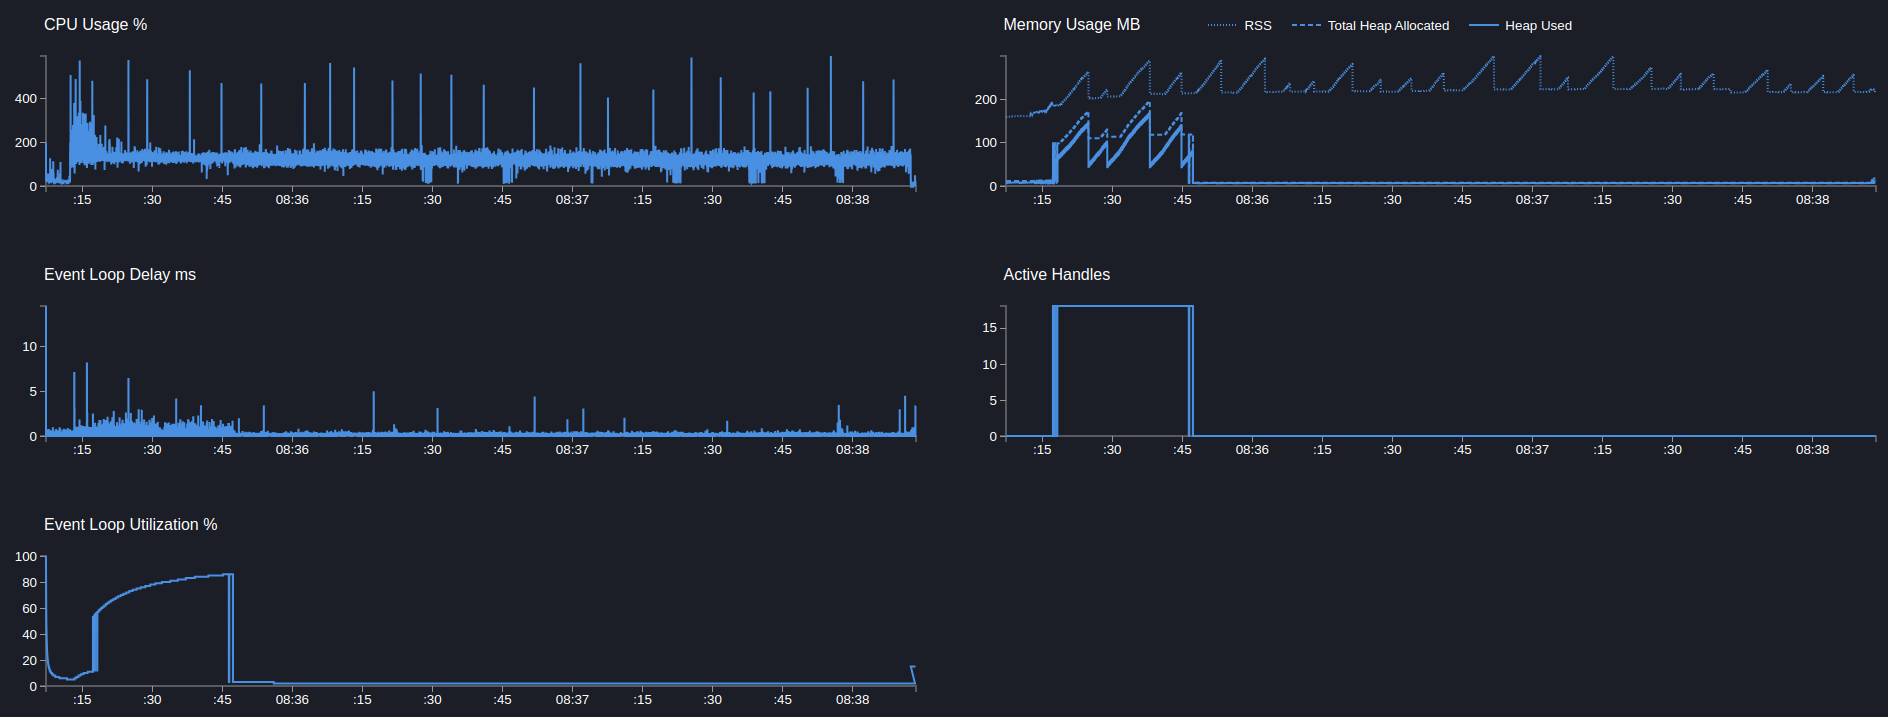 CPU Usage %
400
200
0
:15 :30 :45 08:36 :15 :30 :45 08:37 :15 :30 :45 08:38
Memory Usage MB RSS Total Heap Allocated Heap Used
200
100
0
:15 :30 :45 08:36 :15 :30 :45 08:37 :15 :30 :45 08:38
Event Loop Delay ms
10
5
0
:15 :30 :45 08:36 :15 :30 :45 08:37 :15 :30 :45 08:38
Active Handles
15
10
5
0
:15 :30 :45 08:36 :15 :30 :45 08:37 :15 :30 :45 08:38
Event Loop Utilization %
100
80
60
40
20
0
:15 :30 :45 08:36 :15 :30 :45 08:37 :15 :30 :45 08:38